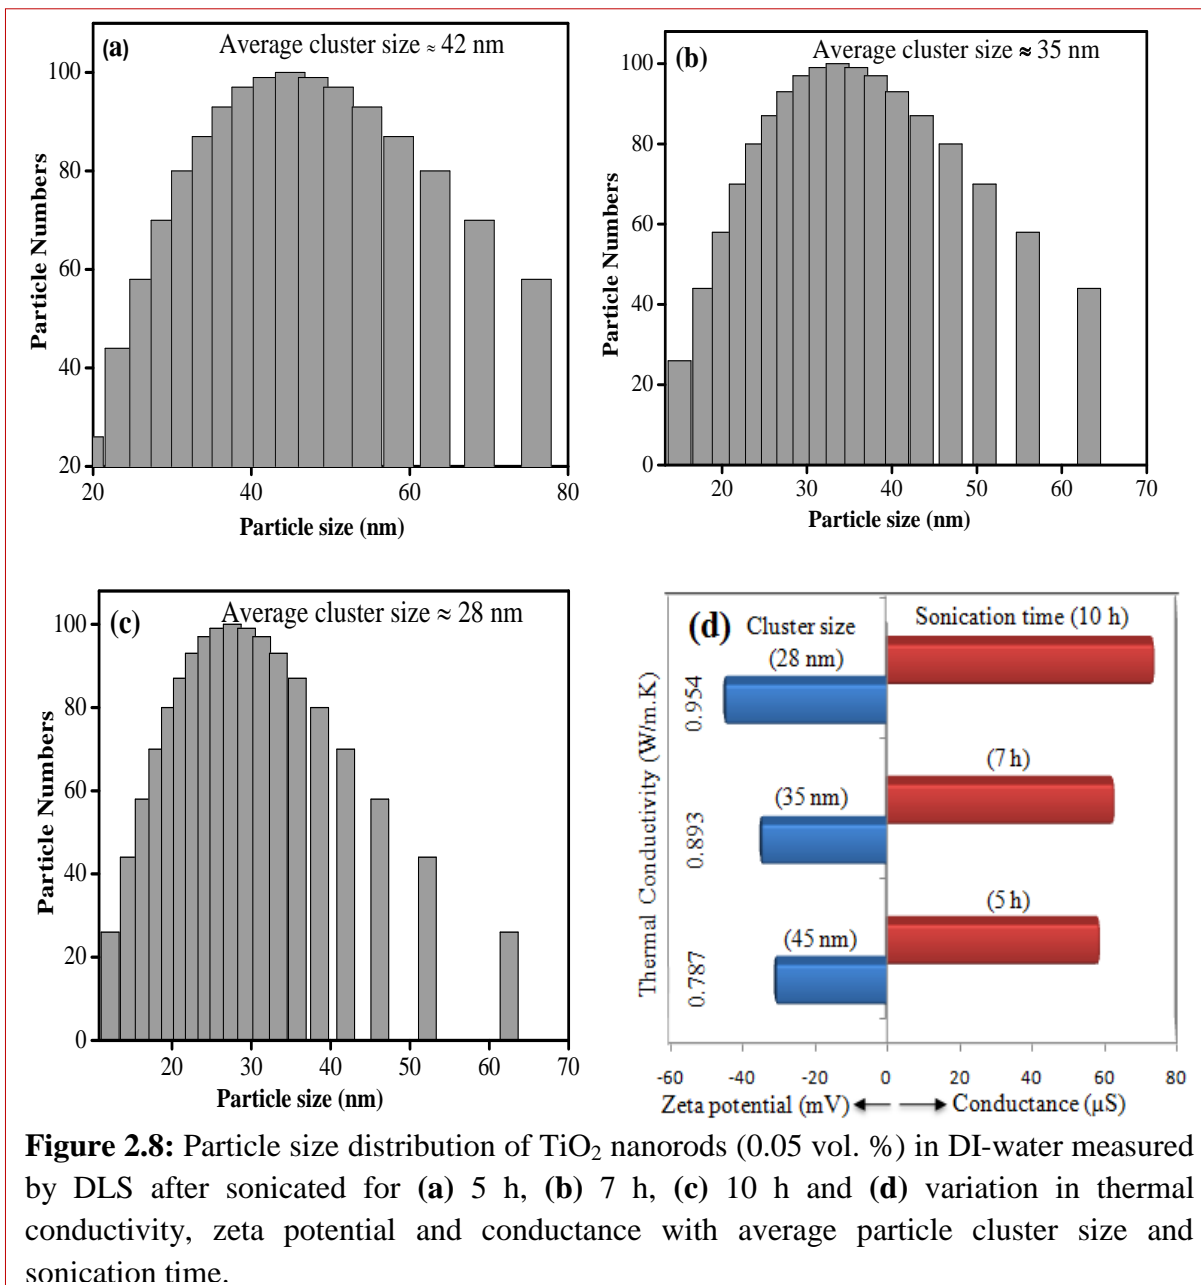 (a) Average cluster size ≈ 42 nm
Particle Numbers
100
80
60
40
20
20 40 60 80
Particle size (nm)
(b) Average cluster size ≈ 35 nm
Particle Numbers
100
80
60
40
20
0
20 30 40 50 60 70
Particle size (nm)
(c) Average cluster size ≈ 28 nm
Particle Numbers
100
80
60
40
20
0
20 30 40 50 60 70
Particle size (nm)
(d)
Thermal Conductivity (W/m.K)
Cluster size Sonication time (10 h)
(28 nm)
0.954
(7 h)
(35 nm)
0.893
(5 h)
(45 nm)
0.787
-60 -40 -20 0 20 40 60 80
Zeta potential (mV) Conductance (µS)
Figure 2.8: Particle size distribution of TiO2 nanorods (0.05 vol. %) in DI-water measured
by DLS after sonicated for (a) 5 h, (b) 7 h, (c) 10 h and (d) variation in thermal
conductivity, zeta potential and conductance with average particle cluster size and
sonication time.